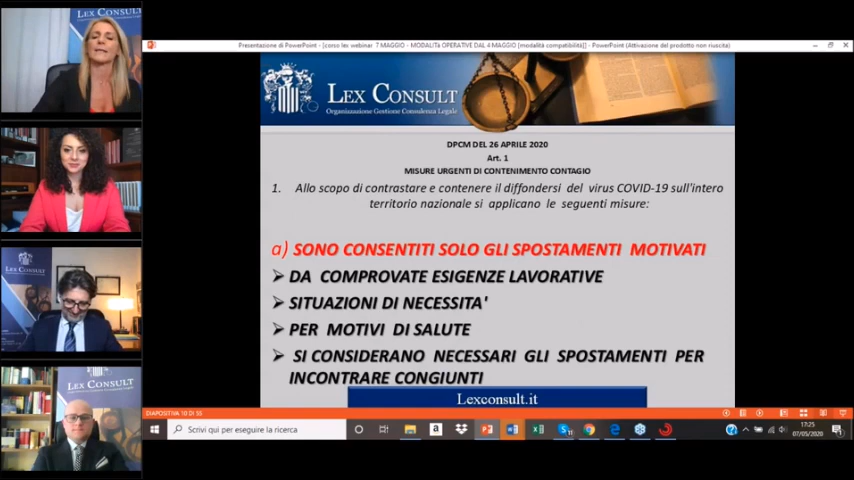 Presentazione di PowerPoint - [corso lex webinar 7 MAGGIO - MODALITà OPERATIVE DAL 4 MAGGIO [modalità compatibilità]] - PowerPoint (Attivazione del prodotto non riuscita)
LEX CONSULT
Organizzazione Gestione Consulenza Legale
DPCM DEL 26 APRILE 2020
Art. 1
MISURE URGENTI DI CONTENIMENTO CONTAGIO
1. Allo scopo di contrastare e contenere il diffondersi del virus COVID-19 sull'intero
territorio nazionale si applicano le seguenti misure:
a) SONO CONSENTITI SOLO GLI SPOSTAMENTI MOTIVATI
DA COMPROVATE ESIGENZE LAVORATIVE
SITUAZIONI DI NECESSITA'
PER MOTIVI DI SALUTE
SI CONSIDERANO NECESSARI GLI SPOSTAMENTI PER
INCONTRARE CONGIUNTI
Lexconsult.it
DIAPOSITIVA 10 DI 55
Scrivi qui per eseguire la ricerca
17:25
07/05/2020
LEX CONSULT
LEX CONSULT